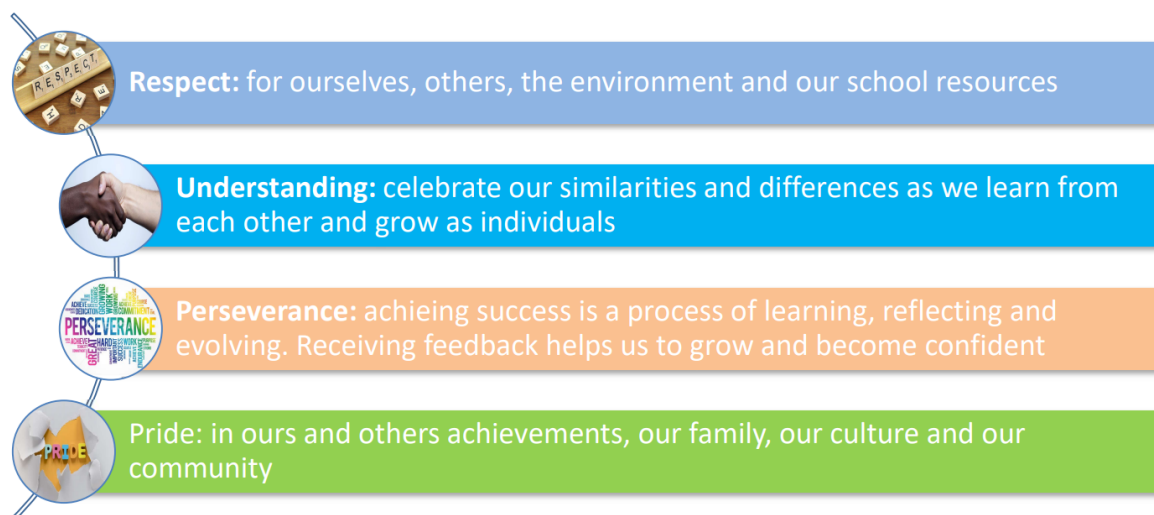 RESPECT
Respect: for ourselves, others, the environment and our school resources
Understanding: celebrate our similarities and differences as we learn from
each other and grow as individuals
PERSEVERANCE
Perseverance: achieing success is a process of learning, reflecting and
evolving. Receiving feedback helps us to grow and become confident
PRIDE
Pride: in ours and others achievements, our family, our culture and our
community